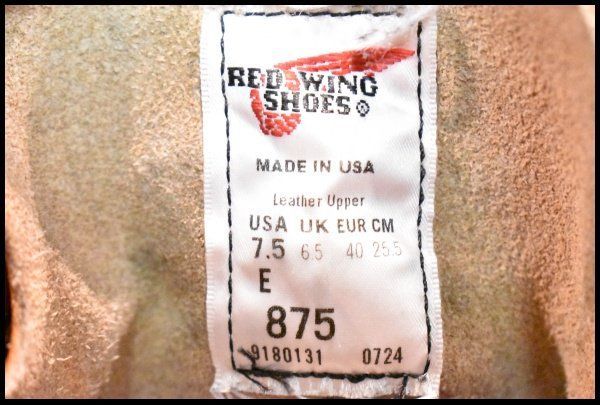 RED WING
SHOES®
MADE IN USA
Leather Upper
USA UK EUR CM
7.5 6.5 40 25.5
E
875
9180131 0724